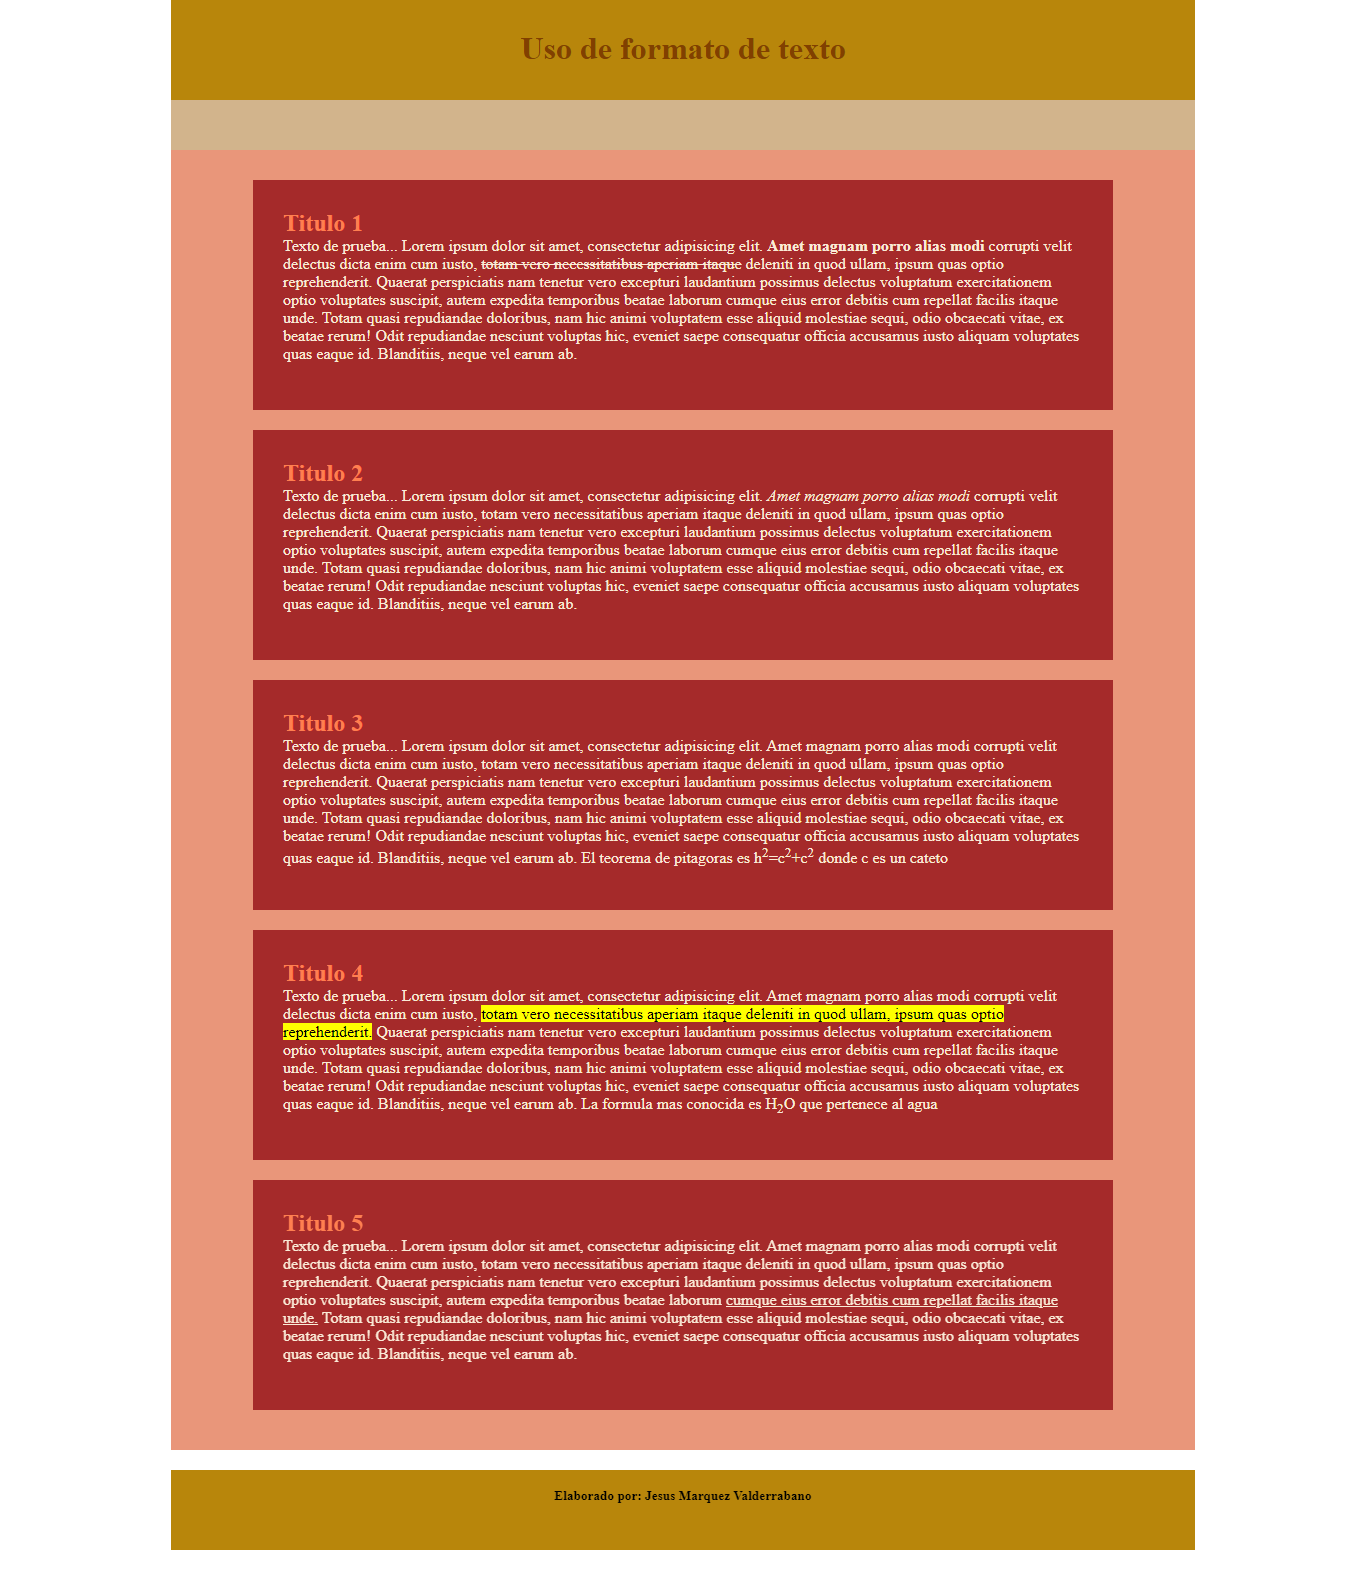 Uso de formato de texto
Titulo 1
Texto de prueba... Lorem ipsum dolor sit amet, consectetur adipisicing elit. Amet magnam porro alias modi corrupti velit
delectus dicta enim cum iusto, totam vero necessitatibus aperiam itaque deleniti in quod ullam, ipsum quas optio
reprehenderit. Quaerat perspiciatis nam tenetur vero excepturi laudantium possimus delectus voluptatum exercitationem
optio voluptates suscipit, autem expedita temporibus beatae laborum cumque eius error debitis cum repellat facilis itaque
unde. Totam quasi repudiandae doloribus, nam hic animi voluptatem esse aliquid molestiae sequi, odio obcaecati vitae, ex
beatae rerum! Odit repudiandae nesciunt voluptas hic, eveniet saepe consequatur officia accusamus iusto aliquam voluptates
quas eaque id. Blanditiis, neque vel earum ab.
Titulo 2
Texto de prueba... Lorem ipsum dolor sit amet, consectetur adipisicing elit. Amet magnam porro alias modi corrupti velit
delectus dicta enim cum iusto, totam vero necessitatibus aperiam itaque deleniti in quod ullam, ipsum quas optio
reprehenderit. Quaerat perspiciatis nam tenetur vero excepturi laudantium possimus delectus voluptatum exercitationem
optio voluptates suscipit, autem expedita temporibus beatae laborum cumque eius error debitis cum repellat facilis itaque
unde. Totam quasi repudiandae doloribus, nam hic animi voluptatem esse aliquid molestiae sequi, odio obcaecati vitae, ex
beatae rerum! Odit repudiandae nesciunt voluptas hic, eveniet saepe consequatur officia accusamus iusto aliquam voluptates
quas eaque id. Blanditiis, neque vel earum ab.
Titulo 3
Texto de prueba... Lorem ipsum dolor sit amet, consectetur adipisicing elit. Amet magnam porro alias modi corrupti velit
delectus dicta enim cum iusto, totam vero necessitatibus aperiam itaque deleniti in quod ullam, ipsum quas optio
reprehenderit. Quaerat perspiciatis nam tenetur vero excepturi laudantium possimus delectus voluptatum exercitationem
optio voluptates suscipit, autem expedita temporibus beatae laborum cumque eius error debitis cum repellat facilis itaque
unde. Totam quasi repudiandae doloribus, nam hic animi voluptatem esse aliquid molestiae sequi, odio obcaecati vitae, ex
beatae rerum! Odit repudiandae nesciunt voluptas hic, eveniet saepe consequatur officia accusamus iusto aliquam voluptates
quas eaque id. Blanditiis, neque vel earum ab. El teorema de pitagoras es h²=c²+c² donde c es un cateto
Titulo 4
Texto de prueba... Lorem ipsum dolor sit amet, consectetur adipisicing elit. Amet magnam porro alias modi corrupti velit
delectus dicta enim cum iusto, totam vero necessitatibus aperiam itaque deleniti in quod ullam, ipsum quas optio
reprehenderit. Quaerat perspiciatis nam tenetur vero excepturi laudantium possimus delectus voluptatum exercitationem
optio voluptates suscipit, autem expedita temporibus beatae laborum cumque eius error debitis cum repellat facilis itaque
unde. Totam quasi repudiandae doloribus, nam hic animi voluptatem esse aliquid molestiae sequi, odio obcaecati vitae, ex
beatae rerum! Odit repudiandae nesciunt voluptas hic, eveniet saepe consequatur officia accusamus iusto aliquam voluptates
quas eaque id. Blanditiis, neque vel earum ab. La formula mas conocida es H₂O que pertenece al agua
Titulo 5
Texto de prueba... Lorem ipsum dolor sit amet, consectetur adipisicing elit. Amet magnam porro alias modi corrupti velit
delectus dicta enim cum iusto, totam vero necessitatibus aperiam itaque deleniti in quod ullam, ipsum quas optio
reprehenderit. Quaerat perspiciatis nam tenetur vero excepturi laudantium possimus delectus voluptatum exercitationem
optio voluptates suscipit, autem expedita temporibus beatae laborum cumque eius error debitis cum repellat facilis itaque
unde. Totam quasi repudiandae doloribus, nam hic animi voluptatem esse aliquid molestiae sequi, odio obcaecati vitae, ex
beatae rerum! Odit repudiandae nesciunt voluptas hic, eveniet saepe consequatur officia accusamus iusto aliquam voluptates
quas eaque id. Blanditiis, neque vel earum ab.
Elaborado por: Jesus Marquez Valderrabano